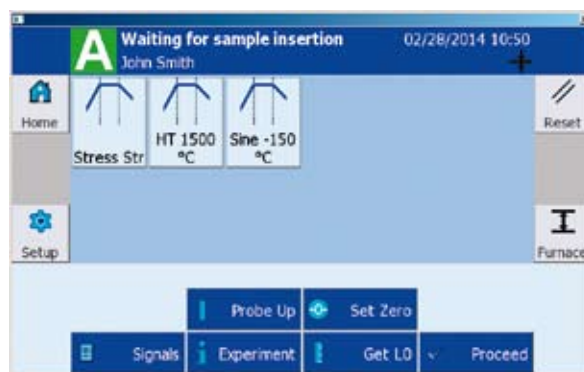 A
Waiting for sample insertion 02/28/2014 10:50
John Smith
Home
Stress Str
HT 1500
°C
Sine -150
°C
Reset
Setup
Furnace
Probe Up
Set Zero
Signals
Experiment
Get L0
Proceed